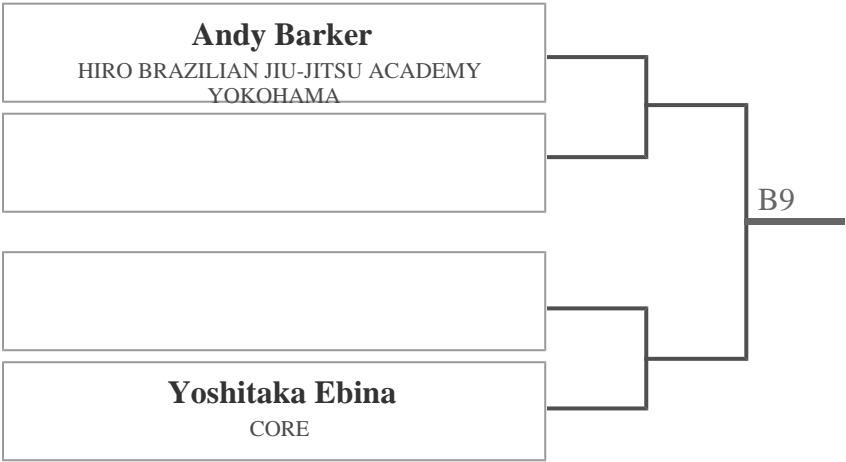 Andy Barker
HIRO BRAZILIAN JIU-JITSU ACADEMY
YOKOHAMA
B9
Yoshitaka Ebina
CORE